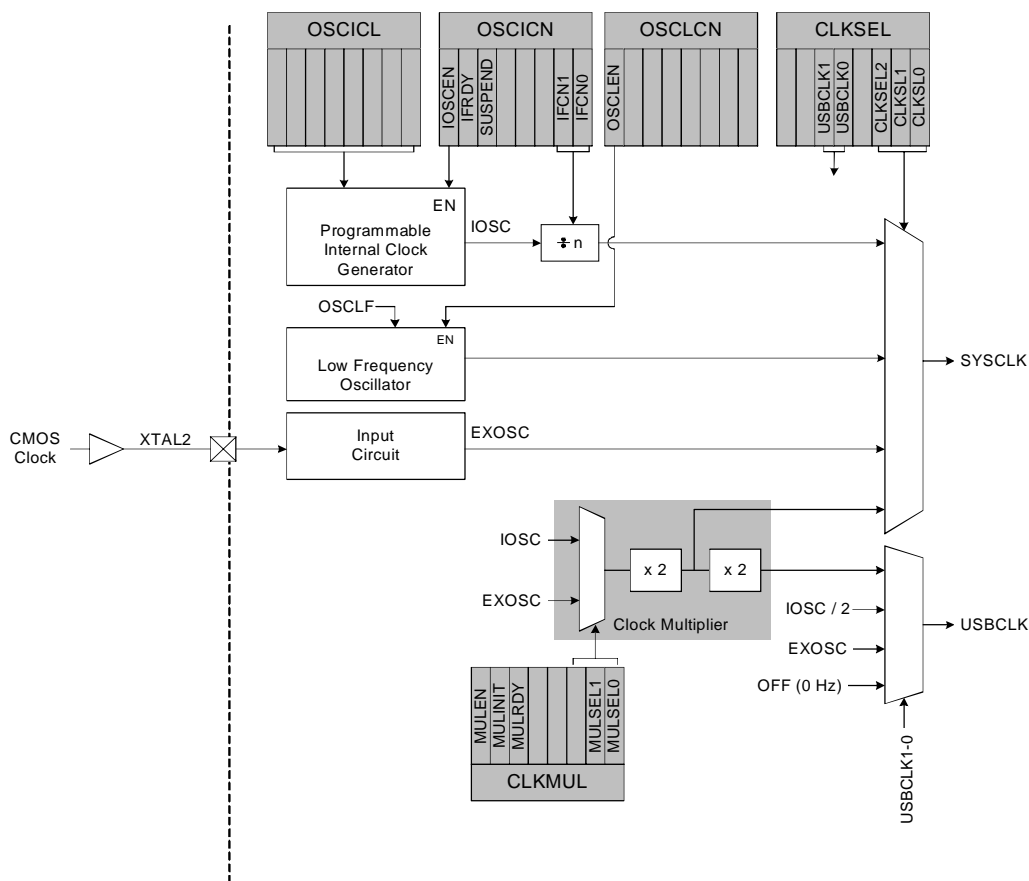 OSCICL
OSCICN
OSCLCN
CLKSEL
IOSCEN
IFRDY
SUSPEND
IFCN1
IFCN0
OSCLEN
USBCLK1
USBCLK0
CLKSEL2
CLKSL1
CLKSL0
EN
Programmable
Internal Clock
Generator
IOSC
÷ n
OSCLF
EN
Low Frequency
Oscillator
SYSCLK
CMOS
Clock
XTAL2
Input
Circuit
EXOSC
IOSC
EXOSC
x 2
x 2
Clock Multiplier
IOSC / 2
EXOSC
OFF (0 Hz)
USBCLK
USBCLK1-0
MULEN
MULINIT
MULRDY
MULSEL1
MULSEL0
CLKMUL